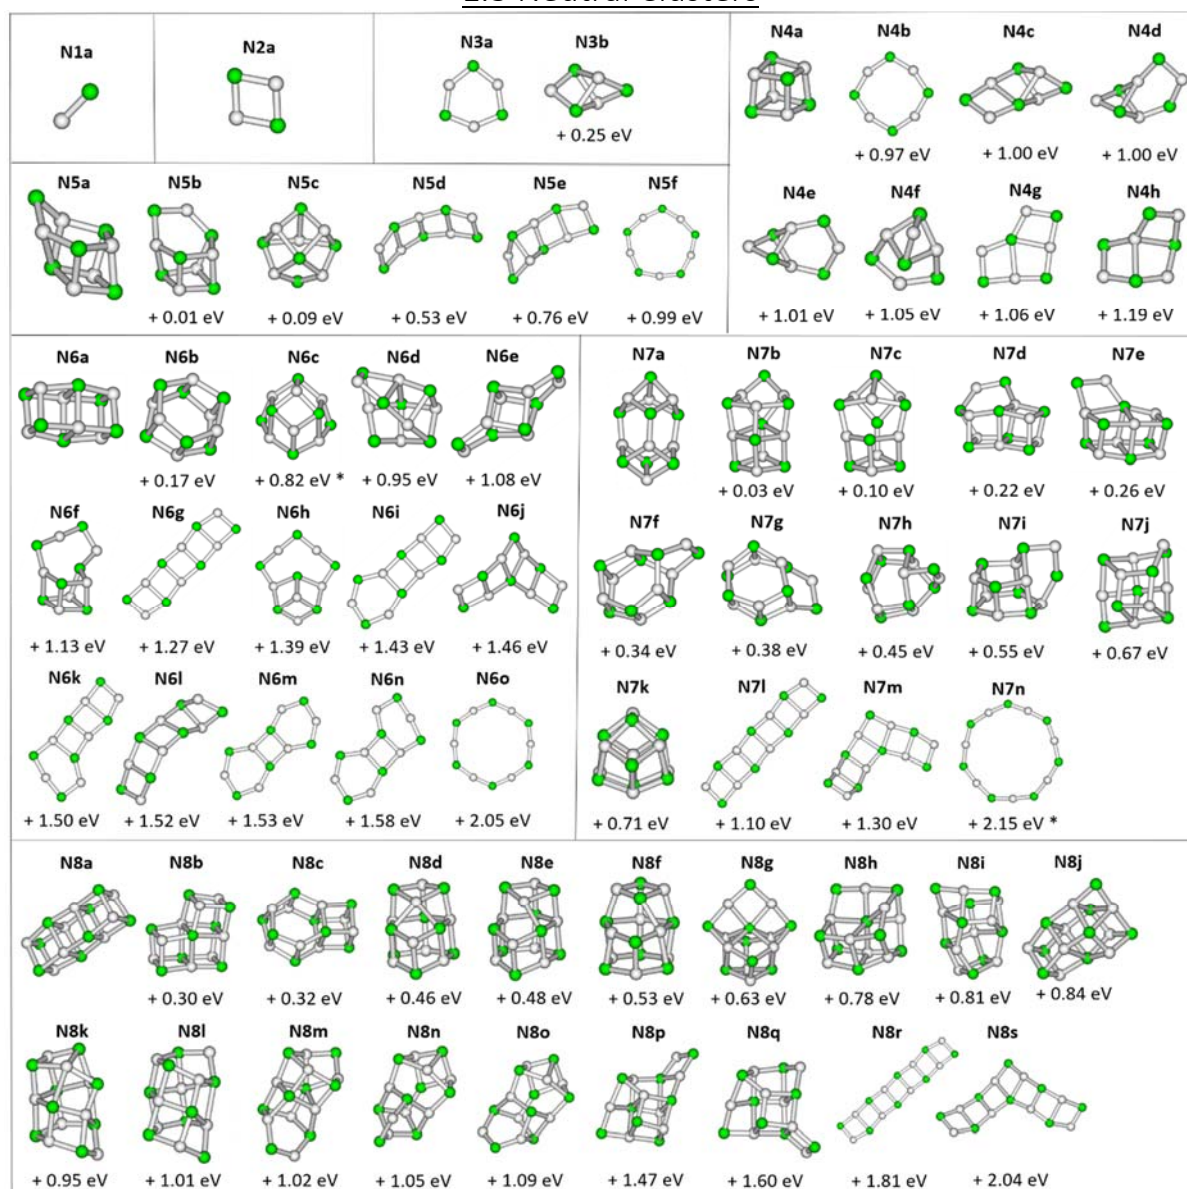 N1a N2a N3a N3b N4a N4b N4c N4d
+ 0.25 eV
+ 0.97 eV + 1.00 eV + 1.00 eV
N5a N5b N5c N5d N5e N5f
N4e N4f N4g N4h
+ 0.01 eV + 0.09 eV + 0.53 eV + 0.76 eV + 0.99 eV
+ 1.01 eV + 1.05 eV + 1.06 eV + 1.19 eV
N6a N6b N6c N6d N6e
+ 0.17 eV + 0.82 eV * + 0.95 eV + 1.08 eV
N6f N6g N6h N6i N6j
+ 1.13 eV + 1.27 eV + 1.39 eV + 1.43 eV + 1.46 eV
N6k N6l N6m N6n N6o
+ 1.50 eV + 1.52 eV + 1.53 eV + 1.58 eV + 2.05 eV
N7a N7b N7c N7d N7e
+ 0.03 eV + 0.10 eV + 0.22 eV + 0.26 eV
N7f N7g N7h N7i N7j
+ 0.34 eV + 0.38 eV + 0.45 eV + 0.55 eV + 0.67 eV
N7k N7l N7m N7n
+ 0.71 eV + 1.10 eV + 1.30 eV + 2.15 eV *
N8a N8b N8c N8d N8e N8f N8g N8h N8i N8j
+ 0.30 eV + 0.32 eV + 0.46 eV + 0.48 eV + 0.53 eV + 0.63 eV + 0.78 eV + 0.81 eV + 0.84 eV
N8k N8l N8m N8n N8o N8p N8q N8r N8s
+ 0.95 eV + 1.01 eV + 1.02 eV + 1.05 eV + 1.09 eV + 1.47 eV + 1.60 eV + 1.81 eV + 2.04 eV